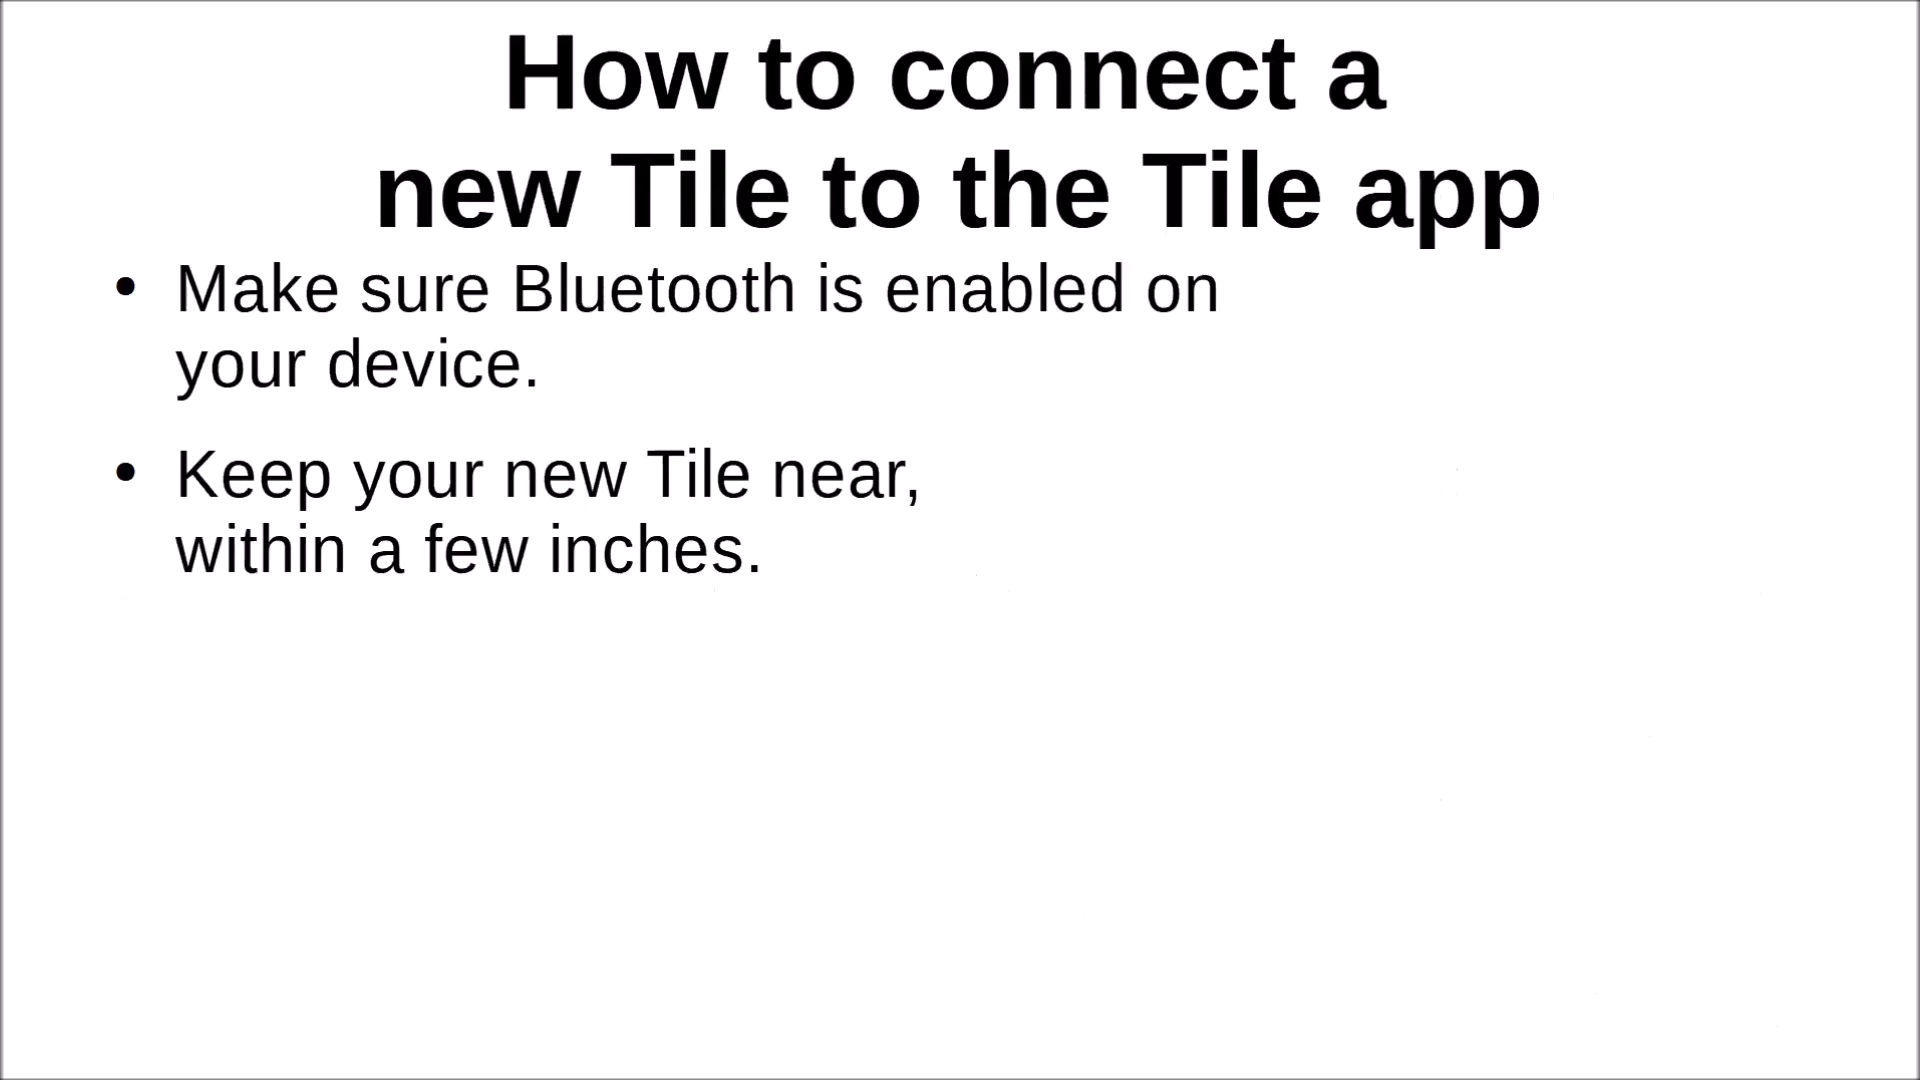 How to connect a
new Tile to the Tile app
• Make sure Bluetooth is enabled on
your device.
• Keep your new Tile near,
within a few inches.